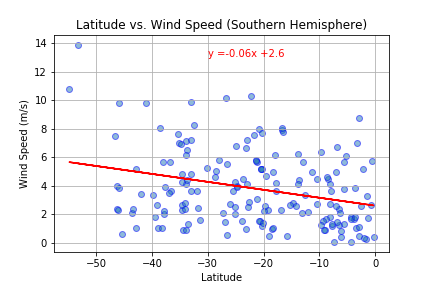 Latitude vs. Wind Speed (Southern Hemisphere)
y =-0.06x +2.6
14
12
10
8
6
4
2
0
Wind Speed (m/s)
−50 −40 −30 −20 −10 0
Latitude